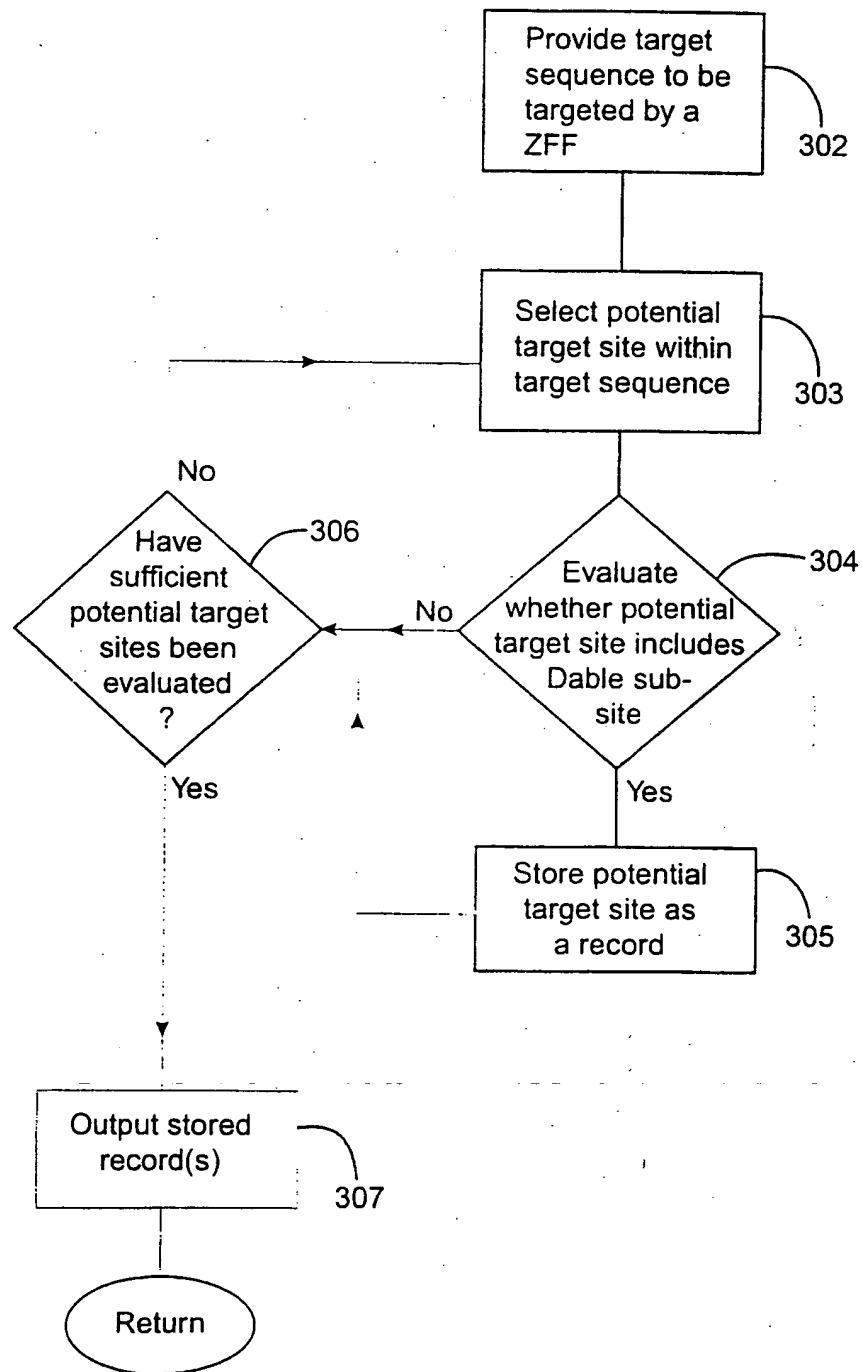 Provide target
sequence to be
targeted by a
ZFF
302
Select potential
target site within
target sequence
303
No
Have
sufficient
potential target
sites been
evaluated
?
306
No
Evaluate
whether potential
target site includes
Dable sub-
site
304
Yes
Yes
Store potential
target site as
a record
305
Output stored
record(s)
307
Return